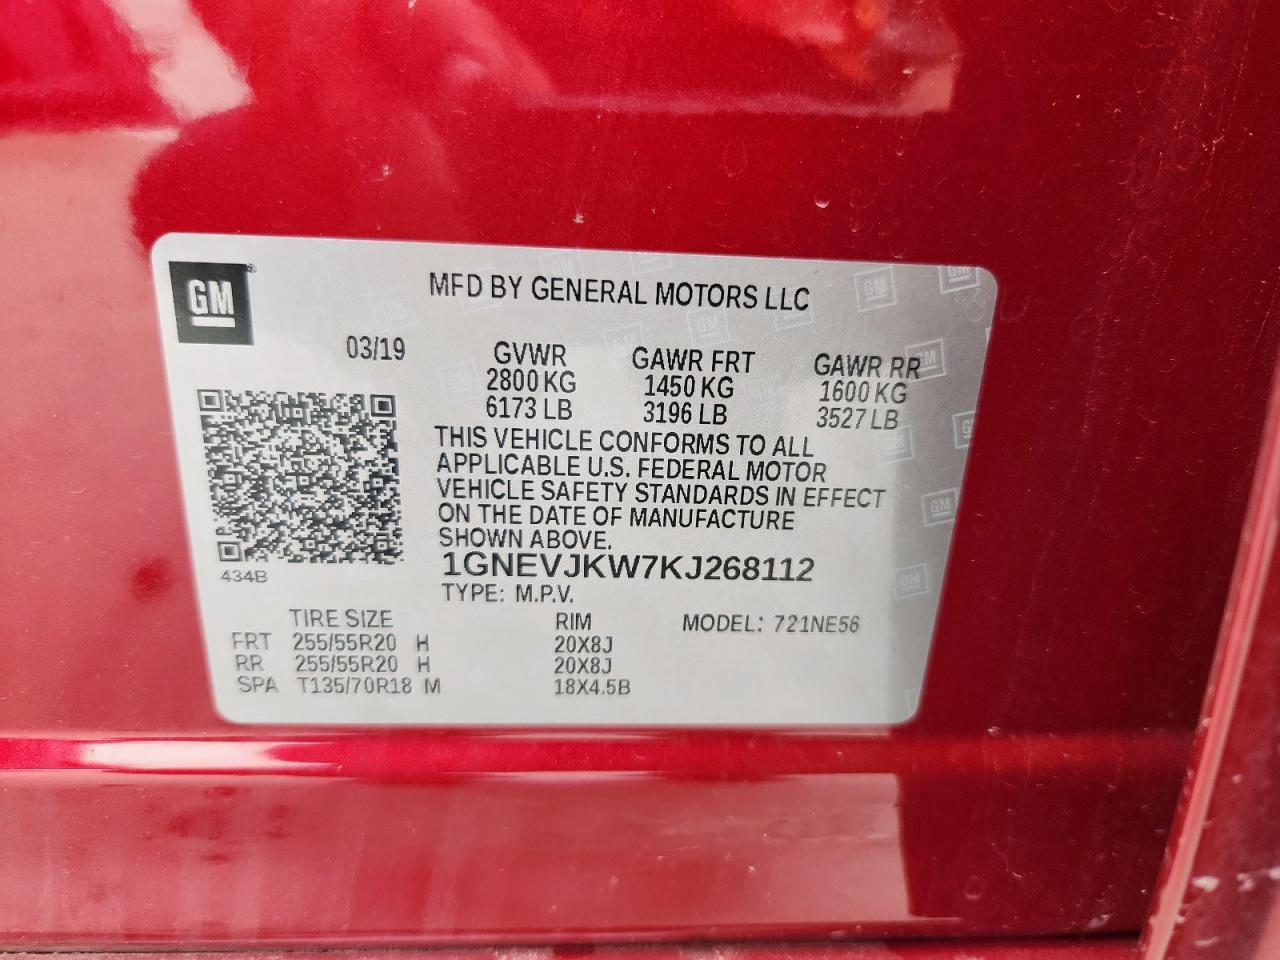 GM
MFD BY GENERAL MOTORS LLC
03/19 GVWR GAWR FRT GAWR RR
2800 KG 1450 KG 1600 KG
6173 LB 3196 LB 3527 LB
THIS VEHICLE CONFORMS TO ALL
APPLICABLE U.S. FEDERAL MOTOR
VEHICLE SAFETY STANDARDS IN EFFECT
ON THE DATE OF MANUFACTURE
SHOWN ABOVE.
434B
1GNEVJKW7KJ268112
TYPE: M.P.V.
TIRE SIZE RIM MODEL: 721NE56
FRT 255/55R20 H 20X8J
RR 255/55R20 H 20X8J
SPA T135/70R18 M 18X4.5B